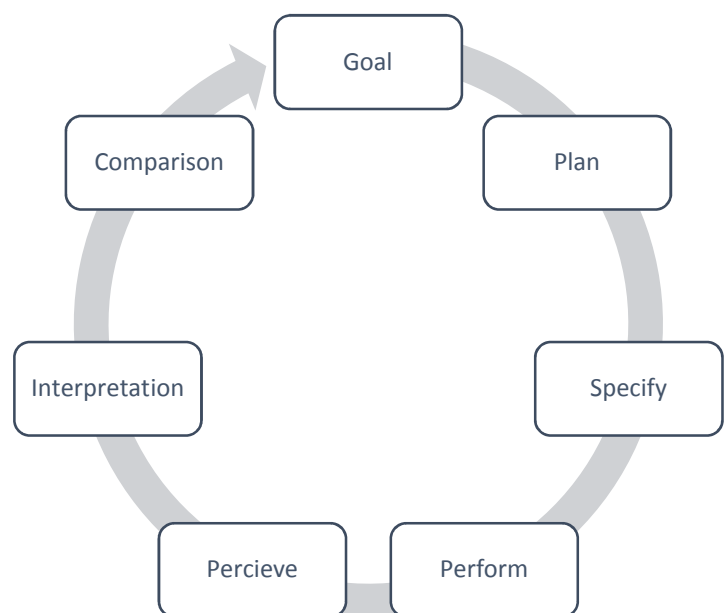 Goal
Plan
Specify
Perform
Percieve
Interpretation
Comparison